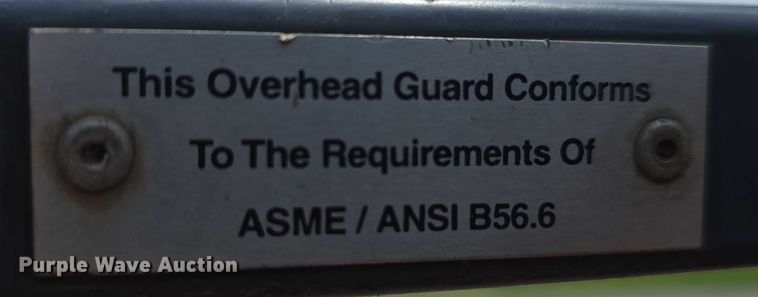 This Overhead Guard Conforms
To The Requirements Of
ASME / ANSI B56.6
Purple Wave Auction